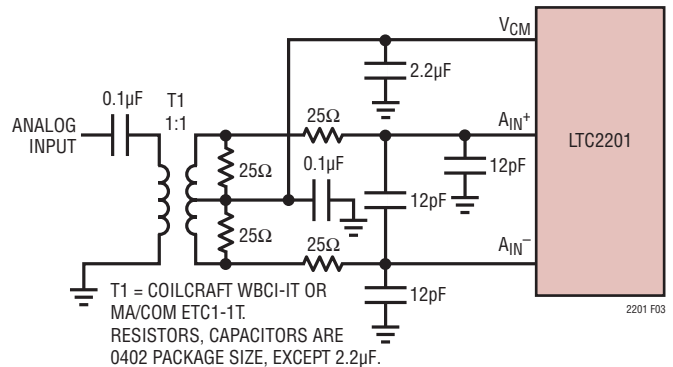 VCM
2.2µF
0.1µF
T1
1:1
25Ω
AIN+
ANALOG
INPUT
LTC2201
0.1µF
12pF
25Ω
12pF
25Ω
25Ω
AIN−
12pF
T1 = COILCRAFT WBCI-IT OR
MA/COM ETC1-1T.
RESISTORS, CAPACITORS ARE
0402 PACKAGE SIZE, EXCEPT 2.2µF.
2201 F03